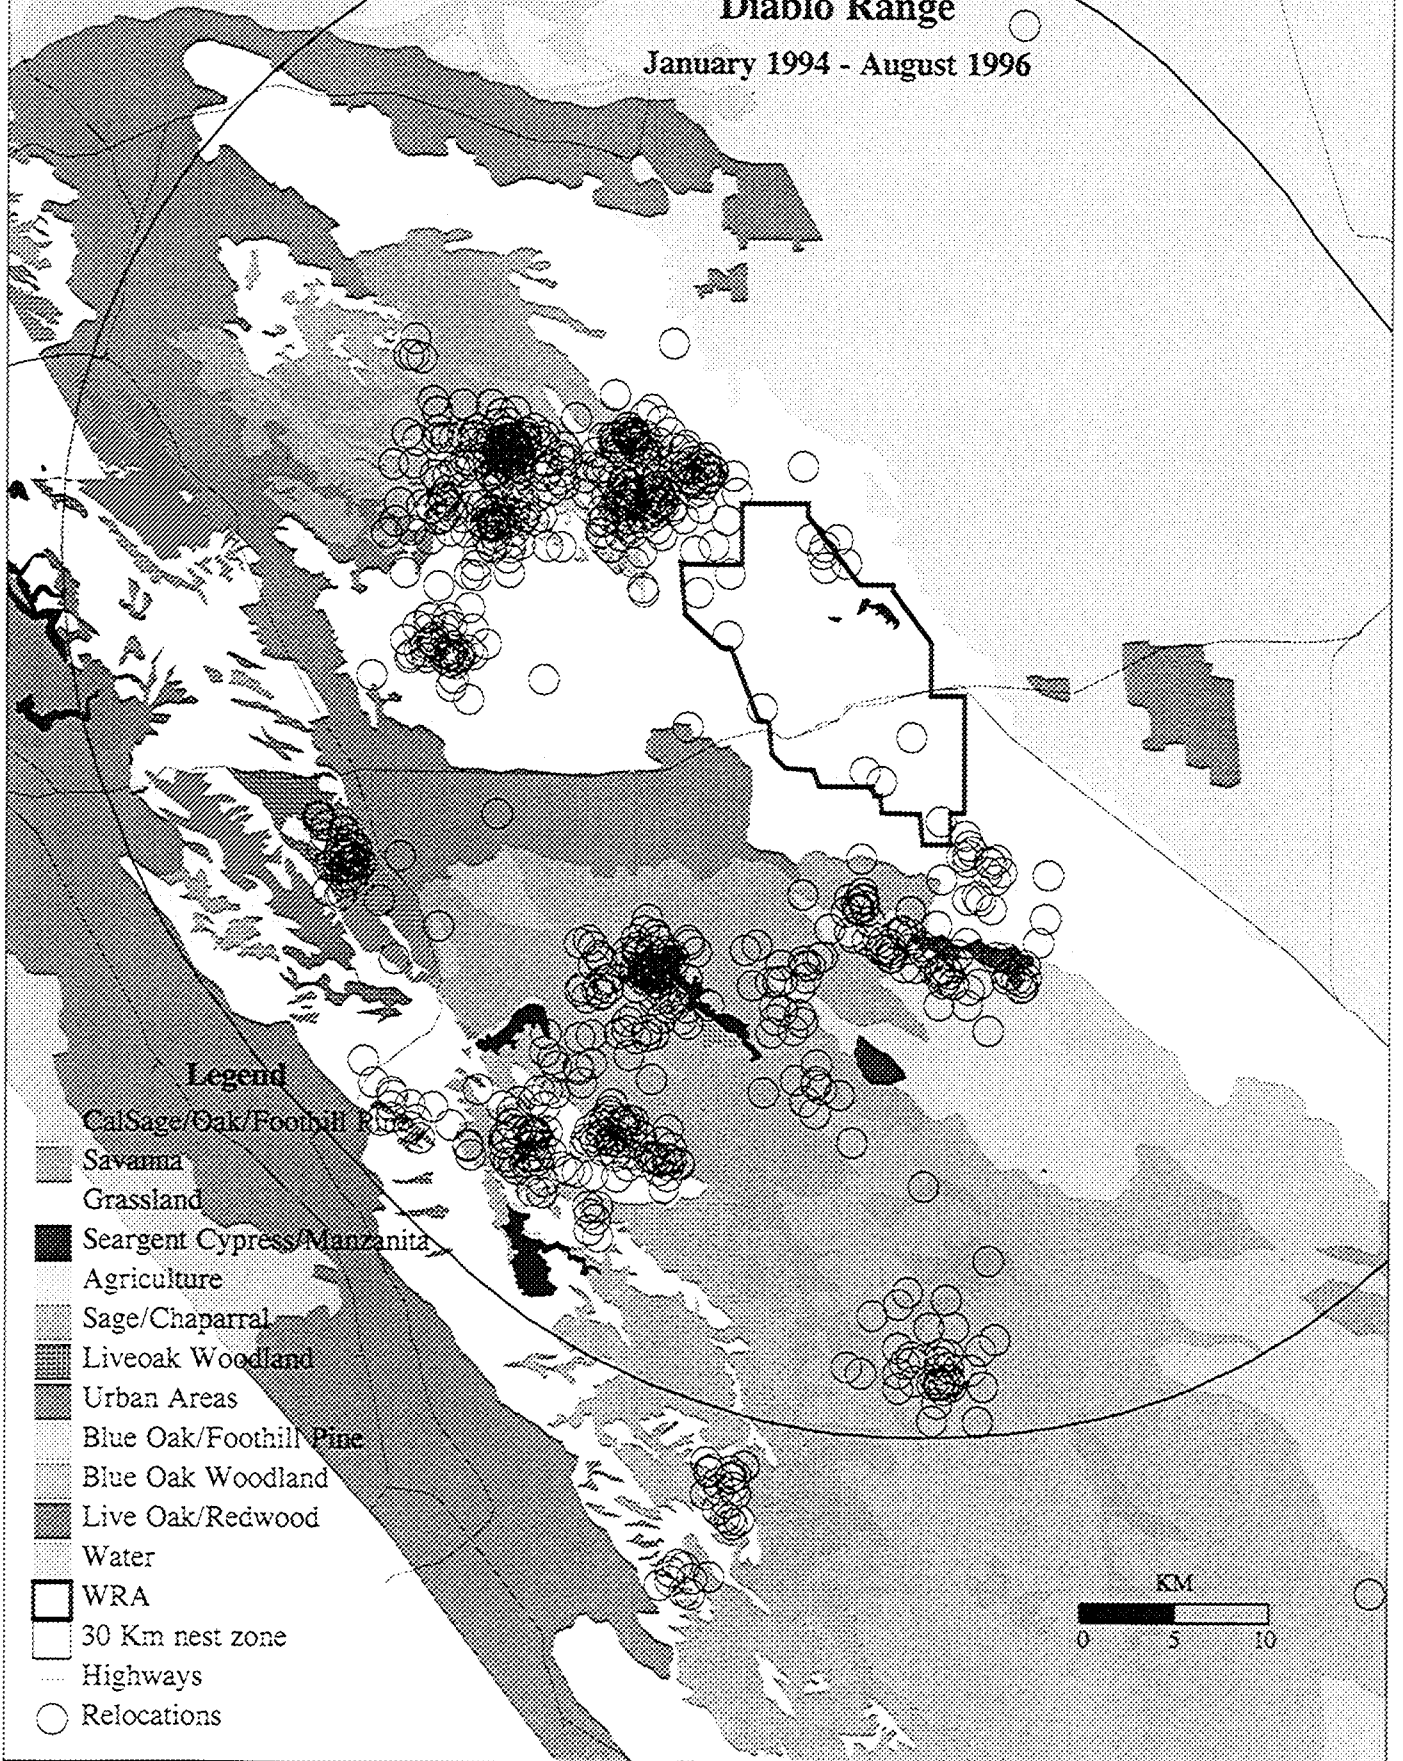 Diablo Range
January 1994 - August 1996
Legend
CalSage/Oak/Foothill Pine
Savanna
Grassland
Seargent Cypress/Manzanita
Agriculture
Sage/Chaparral
Liveoak Woodland
Urban Areas
Blue Oak/Foothill Pine
Blue Oak Woodland
Live Oak/Redwood
Water
WRA
30 Km nest zone
Highways
Relocations
KM
0 5 10